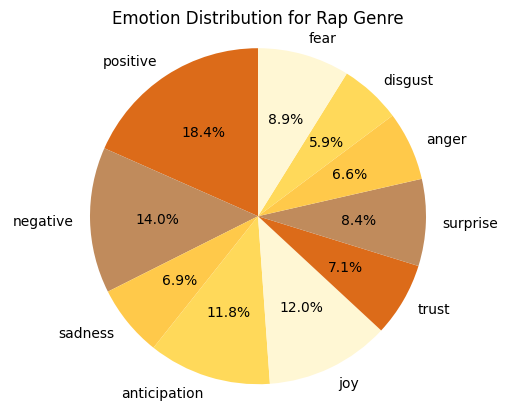 Emotion Distribution for Rap Genre
fear
positive
disgust
8.9%
18.4%
5.9%
anger
6.6%
negative
14.0%
8.4%
surprise
7.1%
6.9%
12.0%
11.8%
trust
sadness
joy
anticipation